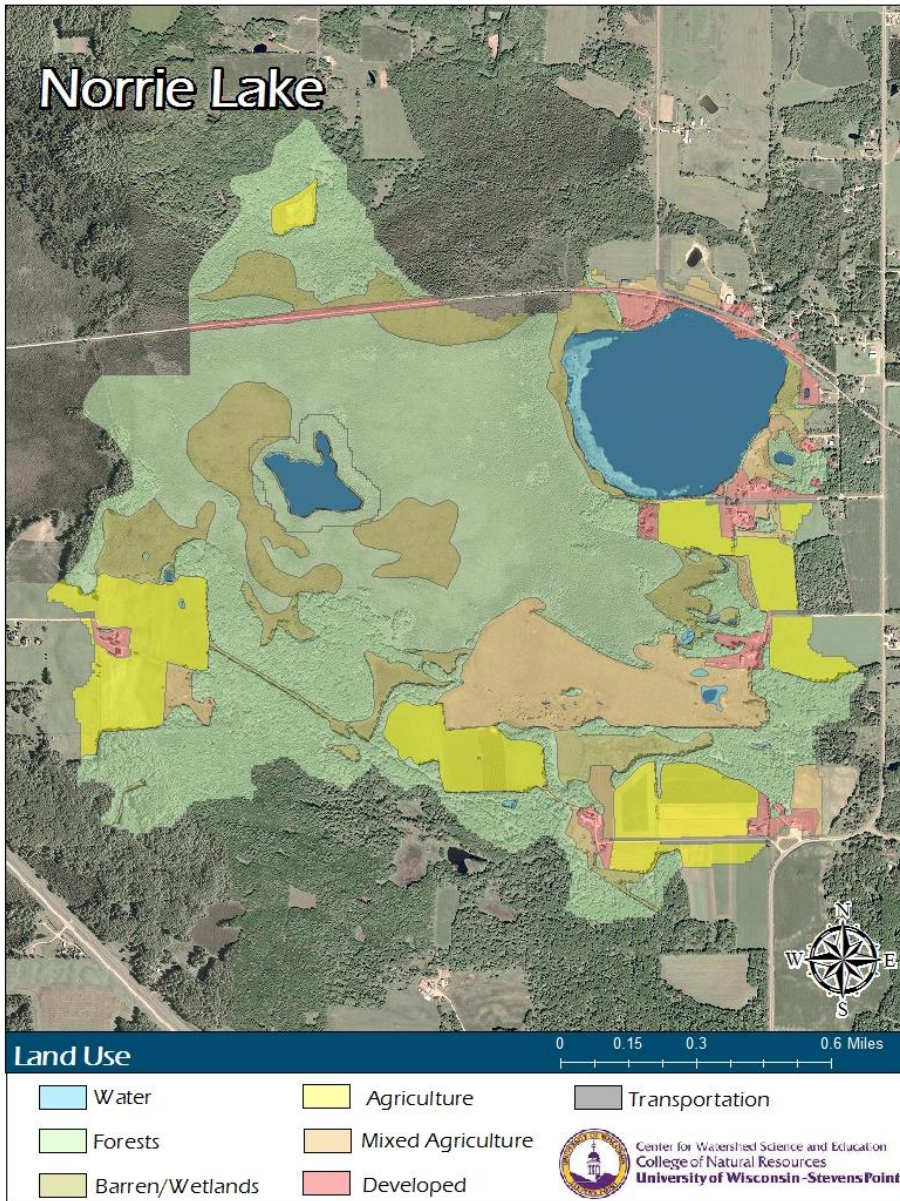 Norrie Lake
N
W E
S
Land Use
0 0.15 0.3 0.6 Miles
Water
Agriculture
Transportation
Forests
Mixed Agriculture
Barren/Wetlands
Developed
Center for Watershed Science and Education
College of Natural Resources
University of Wisconsin-Stevens Point